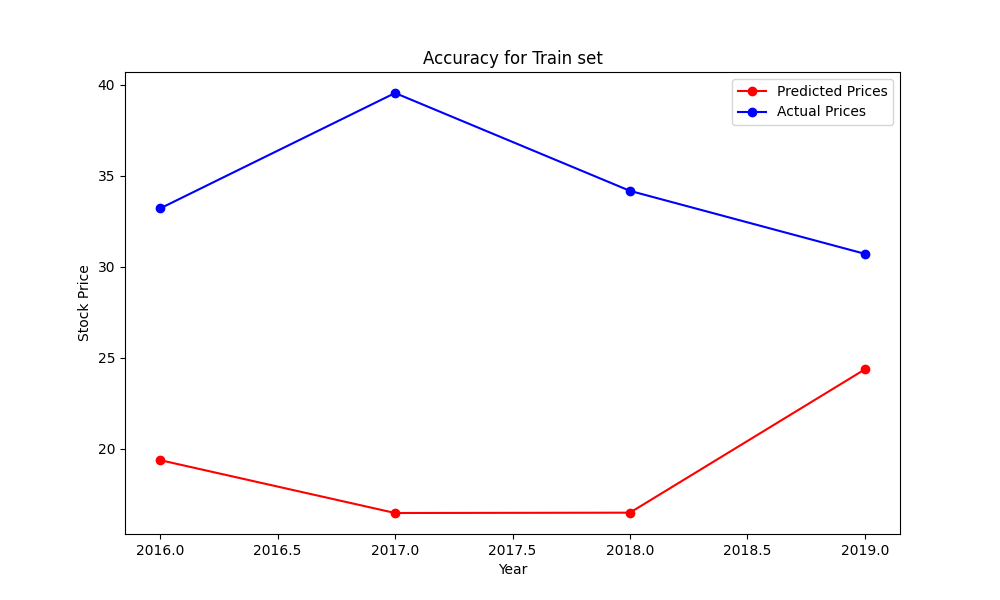 Accuracy for Train set
Predicted Prices
Actual Prices
40
35
30
25
20
Stock Price
2016.0 2016.5 2017.0 2017.5 2018.0 2018.5 2019.0
Year